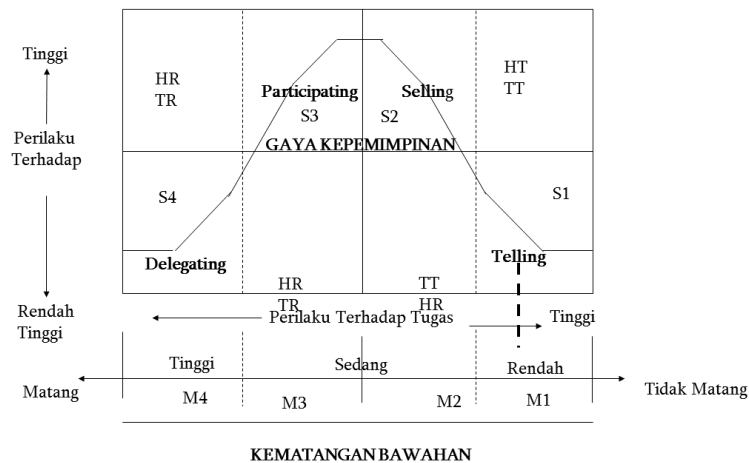 Tinggi
Perilaku
Terhadap
Rendah
Tinggi
HR
TR
HT
TT
Participating
Selling
S3
S2
GAYA KEPEMIMPINAN
S4
S1
Delegating
Telling
HR
TR
TT
HR
Perilaku Terhadap Tugas
Tinggi
Tinggi
Sedang
Rendah
Matang
Tidak Matang
M4
M3
M2
M1
KEMATANGAN BAWAHAN